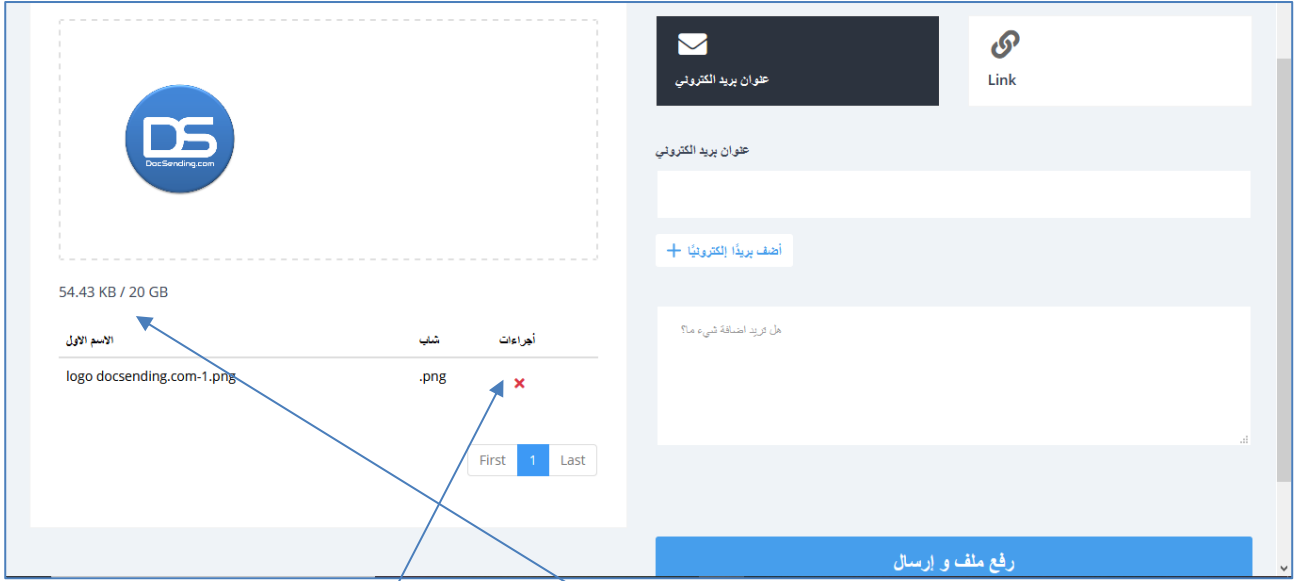 DS
DocSending.com
54.43 KB / 20 GB
الاسم الاول شاب أجراءات
logo docsending.com-1.png .png
First 1 Last
عنوان بريد الكتروني
Link
عنوان بريد الكتروني
أضف بريدًا إلكترونيًا
هل تريد اضافة شيء ما؟
رفع ملف و إرسال